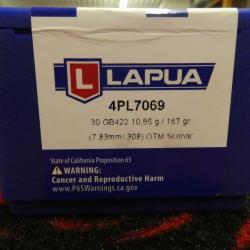 L LAPUA
4PL7069
30 GB422 10,85 g / 167 gr
(7.83mm/.308) OTM Scenar
State of California Proposition 65
WARNING:
Cancer and Reproductive Harm
www.P65Warnings.ca.gov